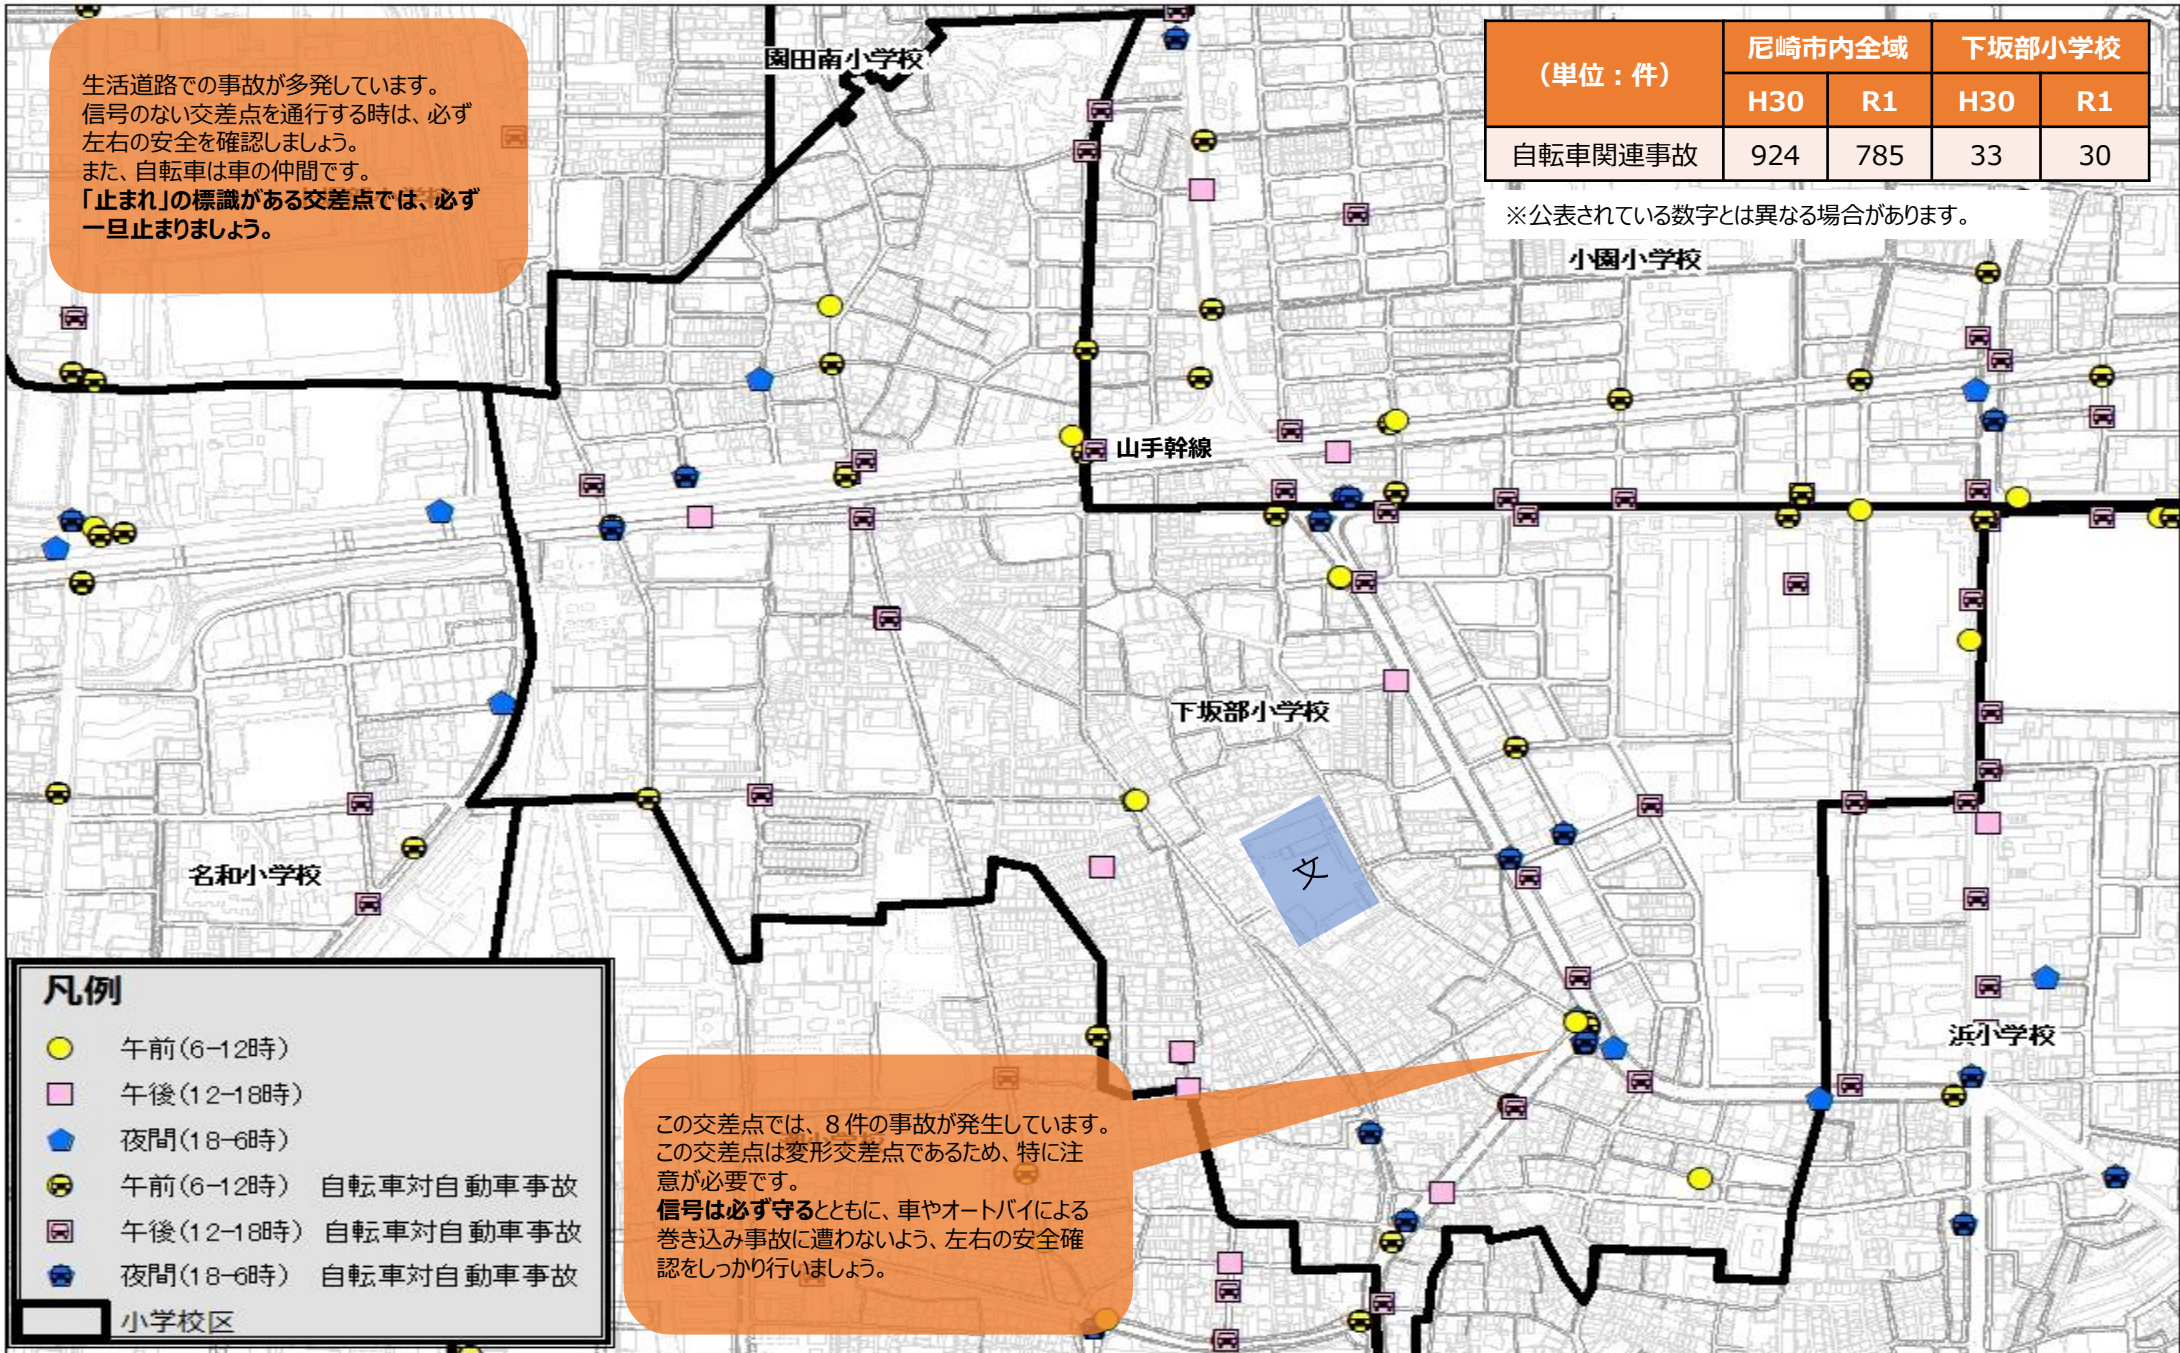 生活道路での事故が多発しています。
信号のない交差点を通行する時は、必ず
左右の安全を確認しましょう。
また、自転車は車の仲間です。
「止まれ」の標識がある交差点では、必ず
一旦止まりましょう。
園田南小学校
(単位:件) 尼崎市内全域 下坂部小学校
H30 R1 H30 R1
自転車関連事故 924 785 33 30
※公表されている数字とは異なる場合があります。
小園小学校
山手幹線
下坂部小学校
文
名和小学校
浜小学校
凡例
午前(6-12時)
午後(12-18時)
夜間(18-6時)
午前(6-12時) 自転車対自動車事故
午後(12-18時) 自転車対自動車事故
夜間(18-6時) 自転車対自動車事故
小学校区
この交差点では、8件の事故が発生しています。
この交差点は変形交差点であるため、特に注
意が必要です。
信号は必ず守るとともに、車やオートバイによる
巻き込み事故に遭わないよう、左右の安全確
認をしっかり行いましょう。